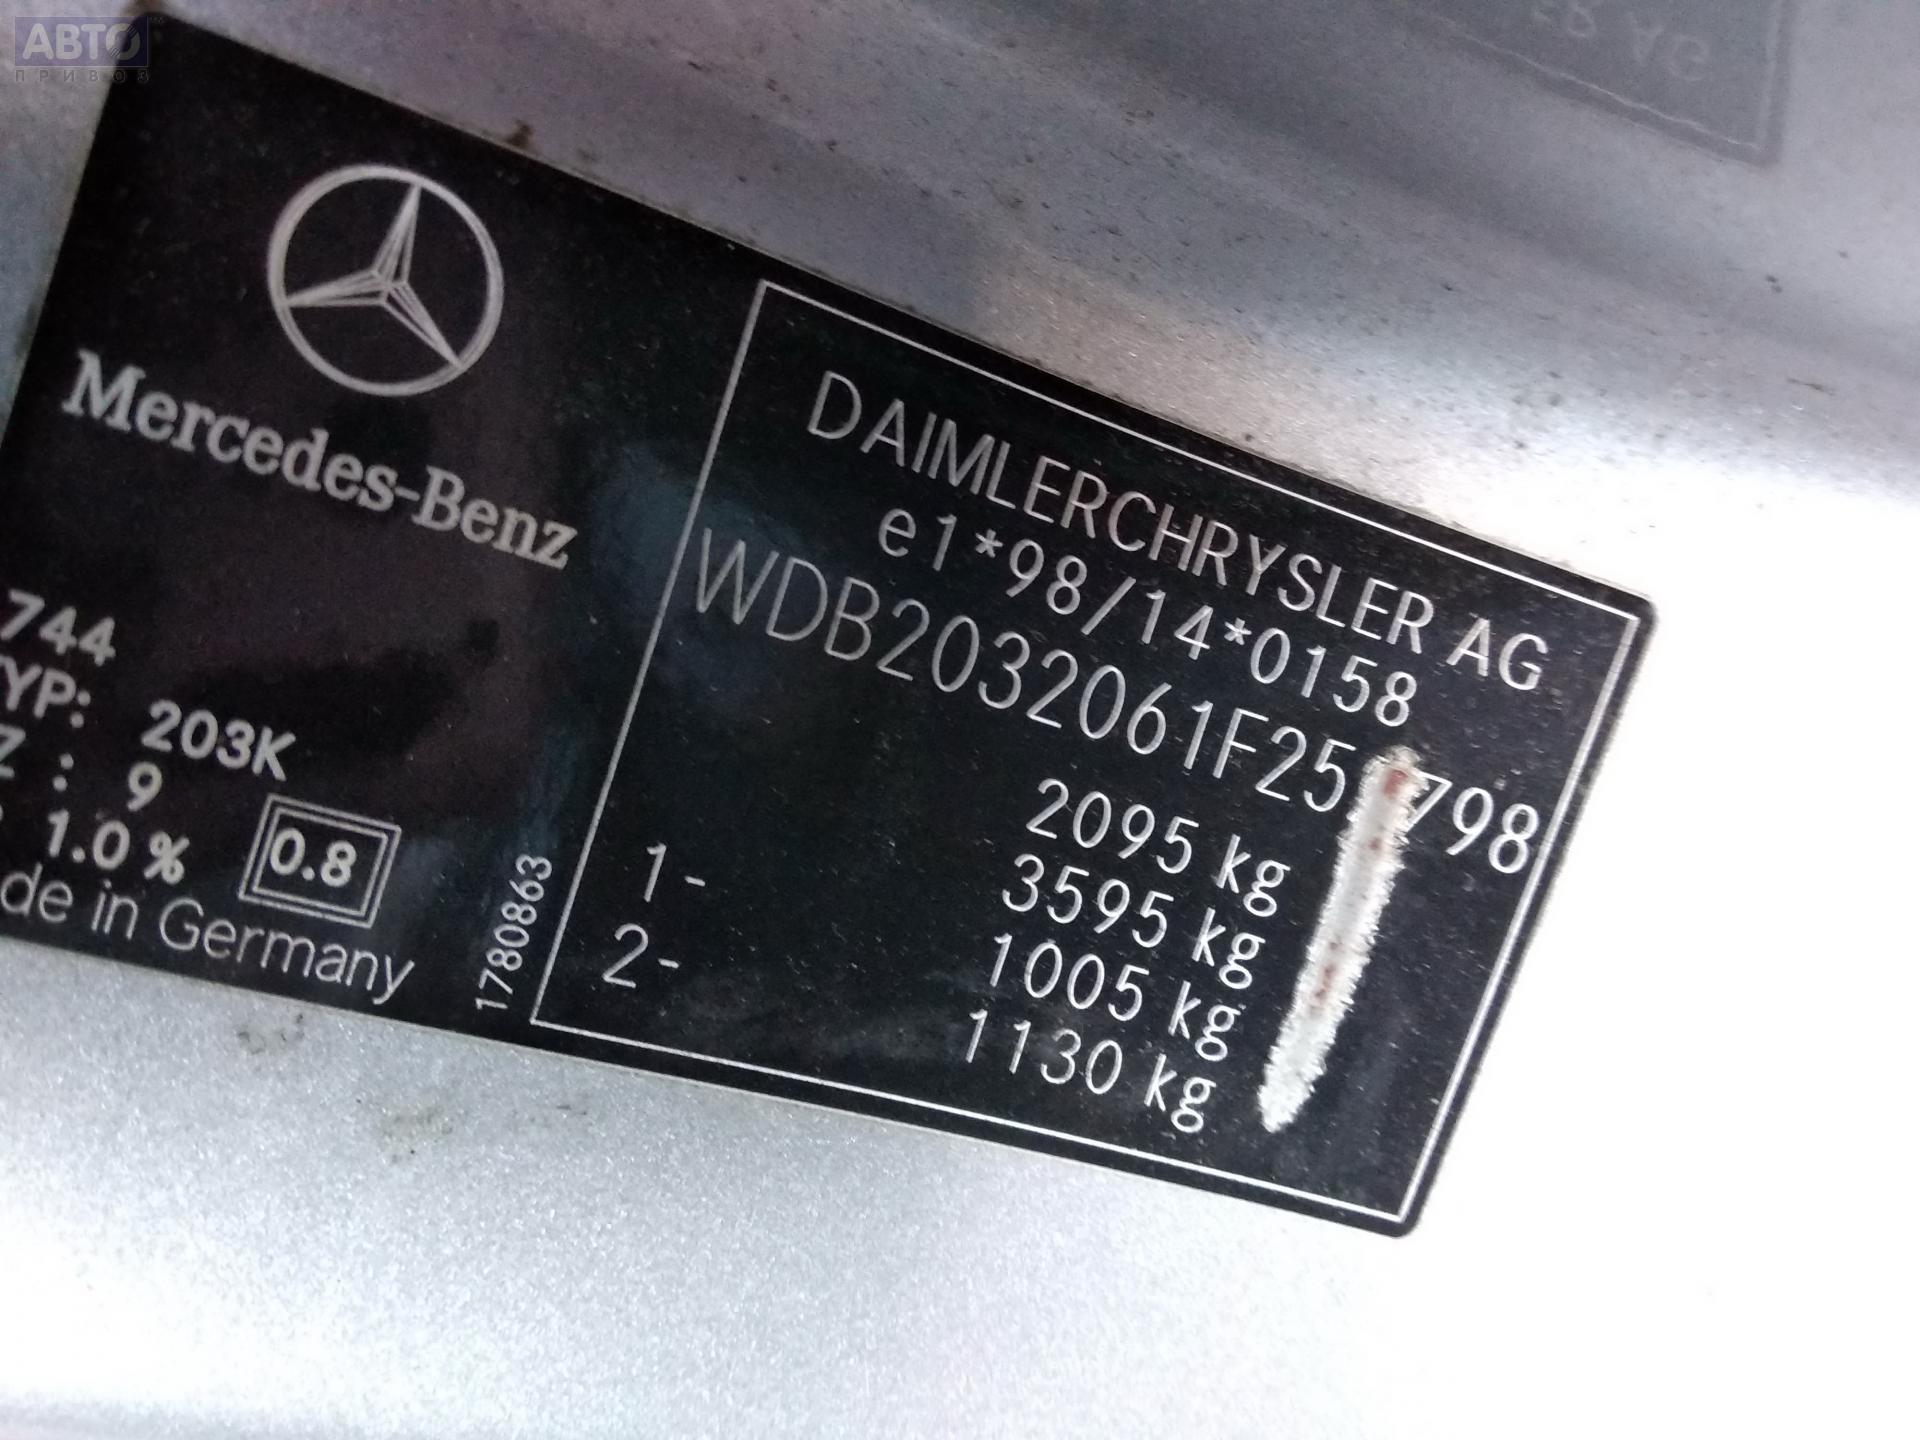 АВТО
ПРИВОЗ
Mercedes-Benz
744
TYP: 203K
Z : 9
1.0 %
0.8
de in Germany
1780863
DAIMLERCHRYSLER AG
e1*98/14*0158
2095 kg
3595 kg
1- 1005 kg
2- 1130 kg